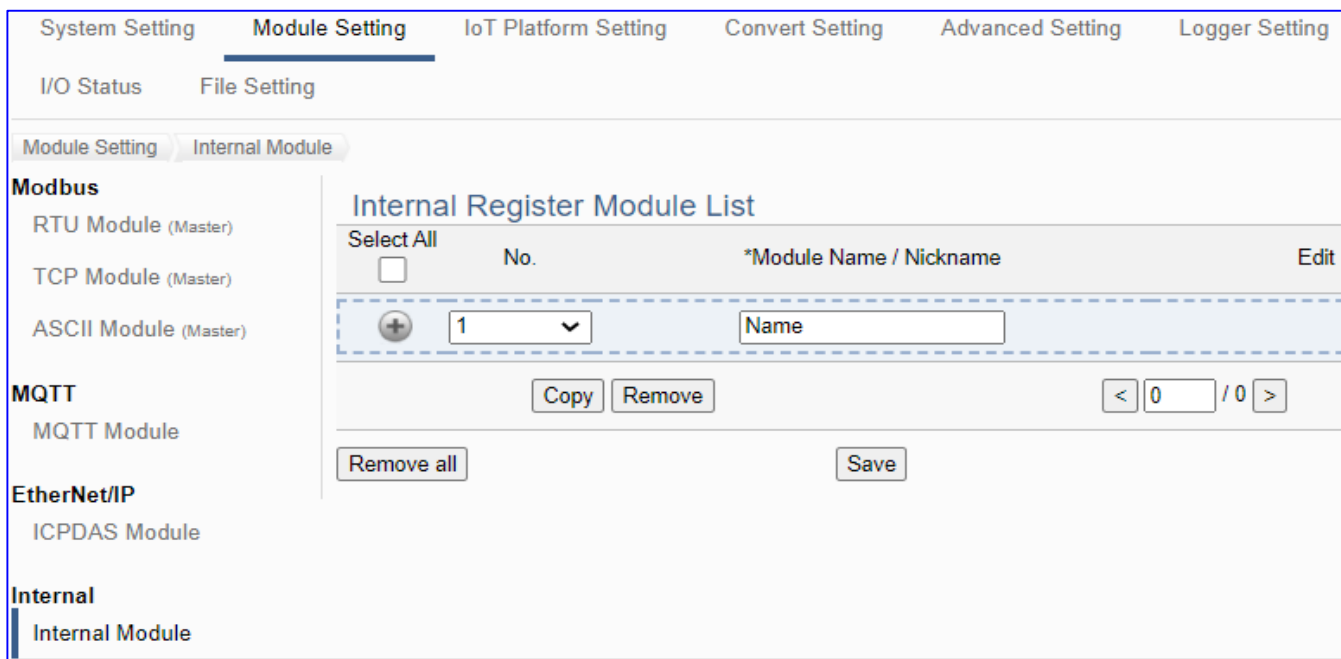 System Setting Module Setting IoT Platform Setting Convert Setting Advanced Setting Logger Setting
I/O Status File Setting
Module Setting Internal Module
Modbus
RTU Module (Master)
TCP Module (Master)
ASCII Module (Master)
MQTT
MQTT Module
EtherNet/IP
ICPDAS Module
Internal
Internal Module
Internal Register Module List
Select All No. *Module Name / Nickname Edit
1 Name
Copy Remove < 0 / 0 >
Remove all Save